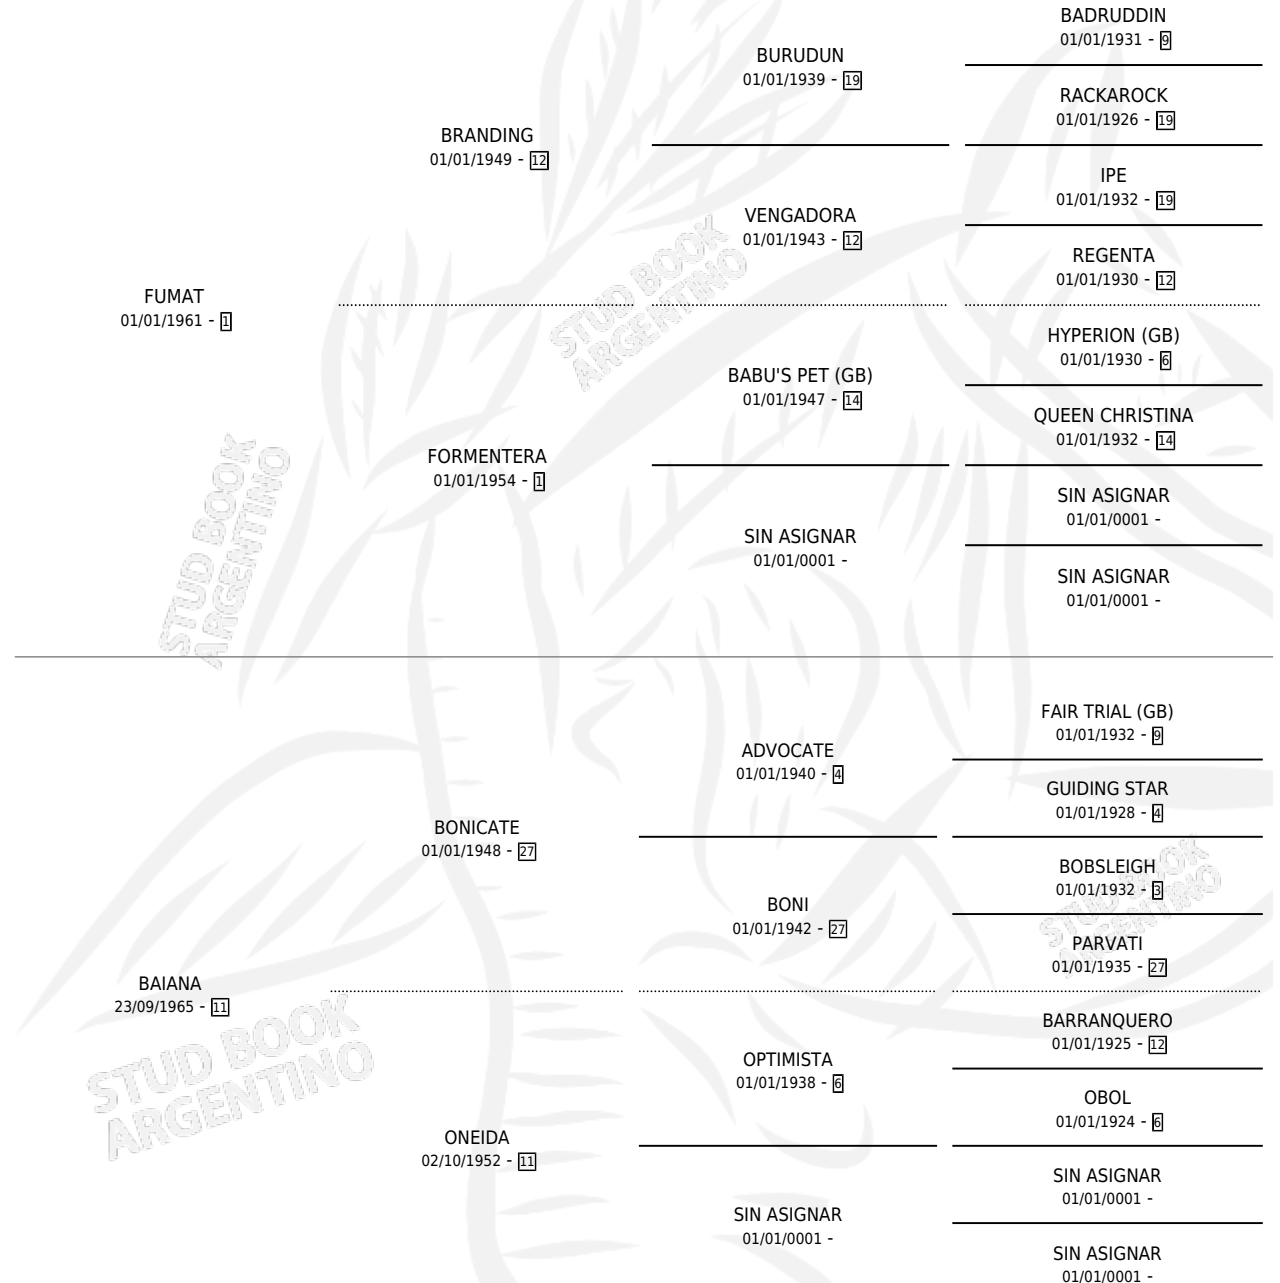 BADRUDDIN
01/01/1931 - 9
BURUDUN
01/01/1939 - 19
RACKAROCK
01/01/1926 - 19
BRANDING
01/01/1949 - 12
IPE
01/01/1932 - 19
VENGADORA
01/01/1943 - 12
REGENTA
01/01/1930 - 12
FUMAT
01/01/1961 - 1
HYPERION (GB)
01/01/1930 - 6
BABU'S PET (GB)
01/01/1947 - 14
QUEEN CHRISTINA
01/01/1932 - 14
FORMENTERA
01/01/1954 - 1
SIN ASIGNAR
01/01/0001 -
SIN ASIGNAR
01/01/0001 -
SIN ASIGNAR
01/01/0001 -
STUD BOOK
ARGENTINO
STUD BOOK
ARGENTINO
FAIR TRIAL (GB)
01/01/1932 - 9
ADVOCATE
01/01/1940 - 4
GUIDING STAR
01/01/1928 - 4
BONICATE
01/01/1948 - 27
BOBSLEIGH
01/01/1932 - 3
BONI
01/01/1942 - 27
PARVATI
01/01/1935 - 27
BAIANA
23/09/1965 - 11
BARRANQUERO
01/01/1925 - 12
OPTIMISTA
01/01/1938 - 6
OBOL
01/01/1924 - 6
ONEIDA
02/10/1952 - 11
SIN ASIGNAR
01/01/0001 -
SIN ASIGNAR
01/01/0001 -
SIN ASIGNAR
01/01/0001 -
STUD BOOK
ARGENTINO
STUD BOOK
ARGENTINO